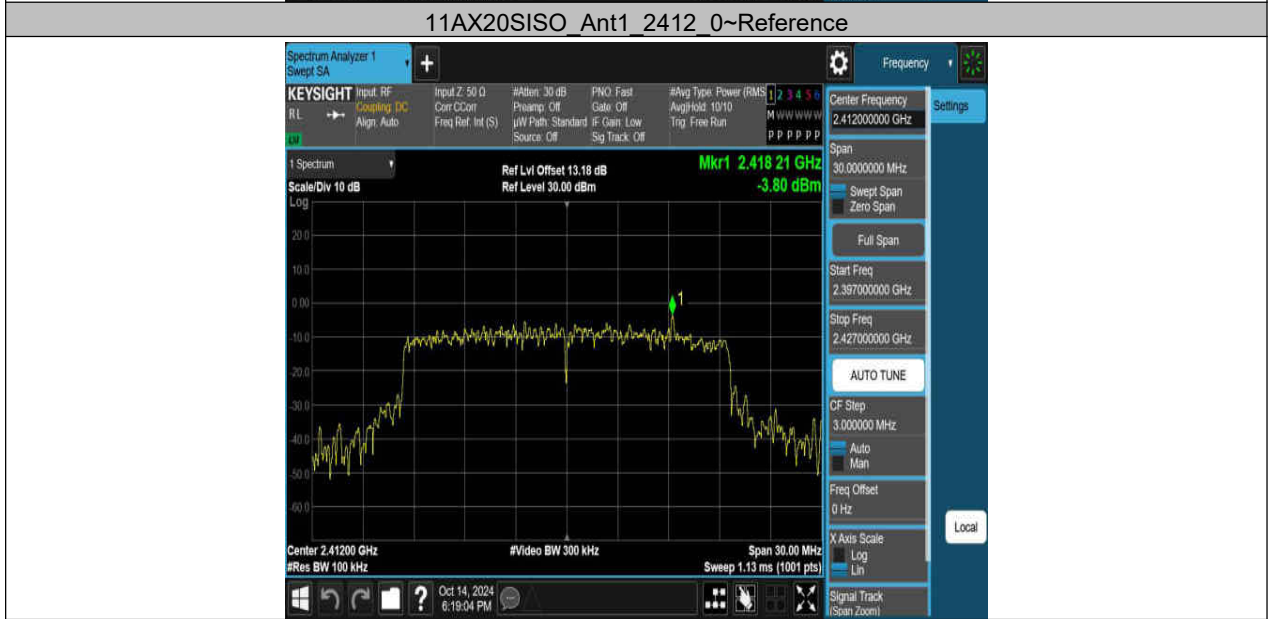 11AX20SISO_Ant1_2412_0~Reference
Spectrum Analyzer 1
Swept SA
+
Frequency
KEYSIGHT
RL
Input: RF
Coupling: DC
Align: Auto
Input Z: 50 Ω
Corr CCorr
Freq Ref: Int (S)
#Atten: 30 dB
Preamp: Off
µW Path: Standard
Source: Off
PNO: Fast
Gate: Off
IF Gain: Low
Sig Track: Off
#Avg Type: Power (RMS
Avg|Hold: 10/10
Trig: Free Run
1 2 3 4 5 6
M W W W W W
P P P P P P
Center Frequency
2.412000000 GHz
Settings
1 Spectrum
Scale/Div 10 dB
Log
Ref Lvl Offset 13.18 dB
Ref Level 30.00 dBm
Mkr1 2.418 21 GHz
-3.80 dBm
Span
30.0000000 MHz
Swept Span
Zero Span
Full Span
Start Freq
2.397000000 GHz
Stop Freq
2.427000000 GHz
AUTO TUNE
CF Step
3.000000 MHz
Auto
Man
Freq Offset
0 Hz
X Axis Scale
Log
Lin
Signal Track
(Span Zoom)
Local
20.0
10.0
0.00
-10.0
-20.0
-30.0
-40.0
-50.0
-60.0
1
Center 2.41200 GHz
#Res BW 100 kHz
#Video BW 300 kHz
Span 30.00 MHz
Sweep 1.13 ms (1001 pts)
?
Oct 14, 2024
6:19:04 PM